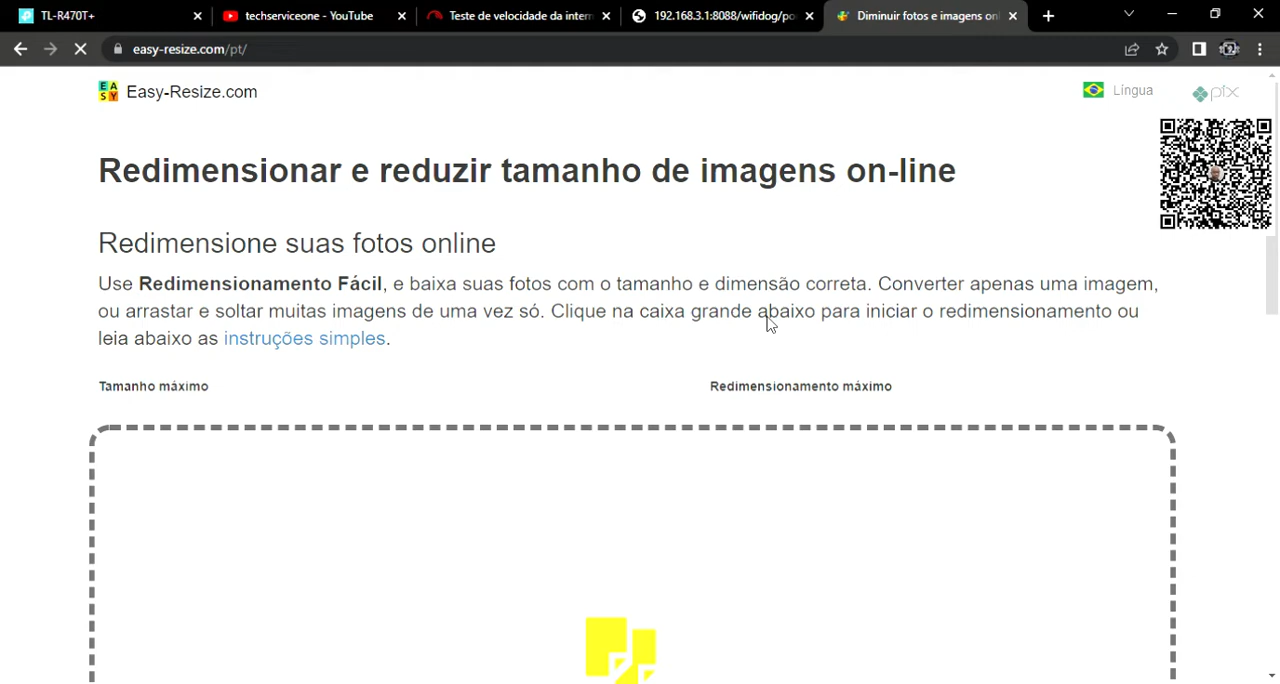 TL-R470T+
techserviceone - YouTube
Teste de velocidade da intern
192.168.3.1:8088/wifidog/po
Diminuir fotos e imagens onl
easy-resize.com/pt/
EASY Easy-Resize.com
Língua
pix
Redimensionar e reduzir tamanho de imagens on-line
Redimensione suas fotos online
Use Redimensionamento Fácil, e baixa suas fotos com o tamanho e dimensão correta. Converter apenas uma imagem,
ou arrastar e soltar muitas imagens de uma vez só. Clique na caixa grande abaixo para iniciar o redimensionamento ou
leia abaixo as instruções simples.
Tamanho máximo
Redimensionamento máximo